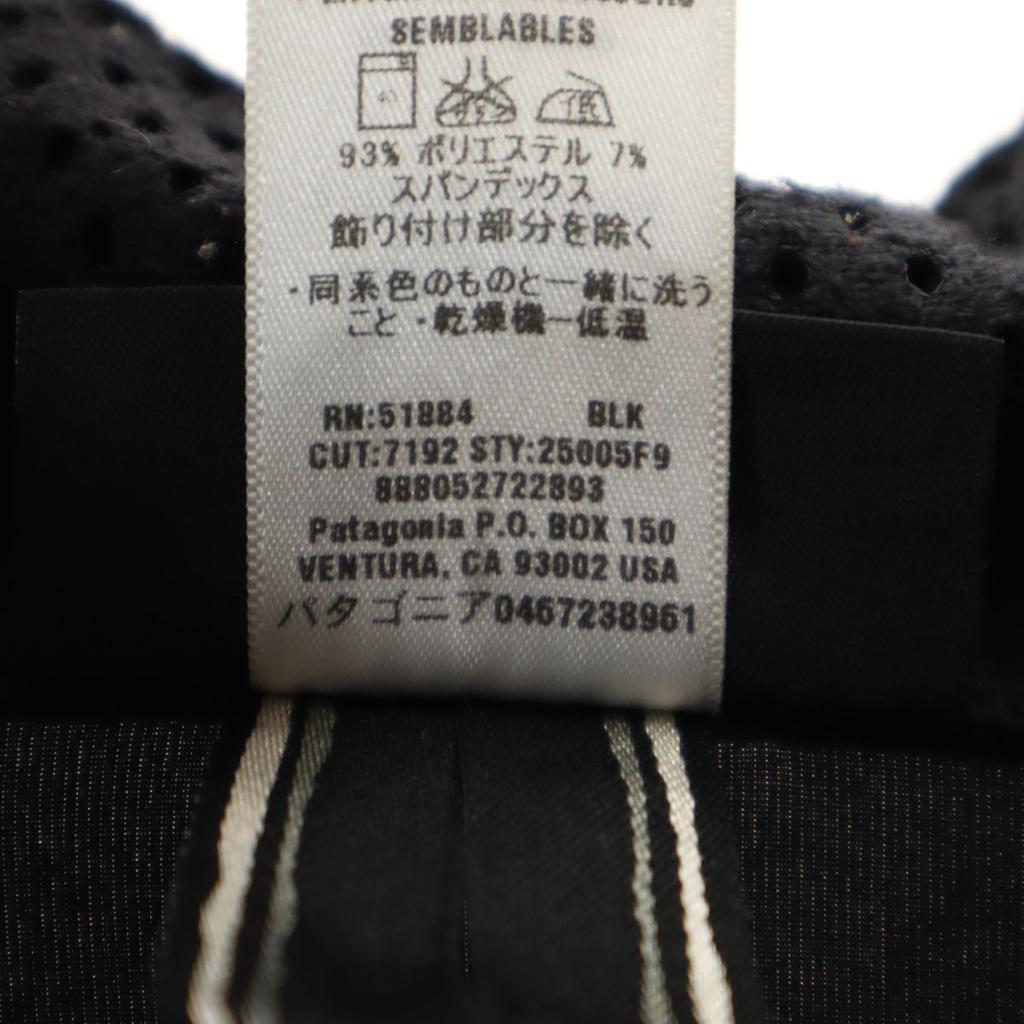 SEMBLABLES
40
93% ポリエステル 7%
スパンデックス
飾り付け部分を除く
・同系色のものと一緒に洗う
こと・乾燥機一低温
RN:51884 BLK
CUT:7192 STY:25005F9
888052722893
Patagonia P.O. BOX 150
VENTURA, CA 93002 USA
パタゴニア0467238961